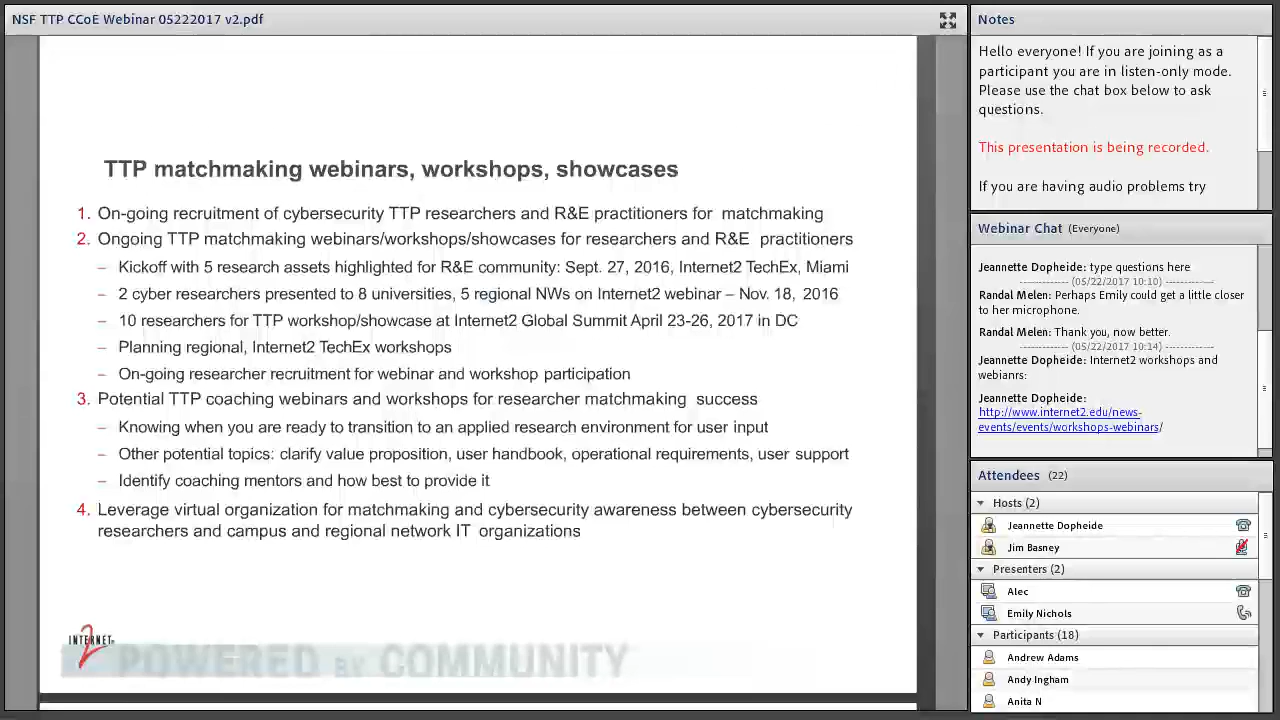 NSF TTP CCoE Webinar 05222017 v2.pdf
TTP matchmaking webinars, workshops, showcases
1. On-going recruitment of cybersecurity TTP researchers and R&E practitioners for matchmaking
2. Ongoing TTP matchmaking webinars/workshops/showcases for researchers and R&E practitioners
– Kickoff with 5 research assets highlighted for R&E community: Sept. 27, 2016, Internet2 TechEx, Miami
– 2 cyber researchers presented to 8 universities, 5 regional NWs on Internet2 webinar – Nov. 18, 2016
– 10 researchers for TTP workshop/showcase at Internet2 Global Summit April 23-26, 2017 in DC
– Planning regional, Internet2 TechEx workshops
– On-going researcher recruitment for webinar and workshop participation
3. Potential TTP coaching webinars and workshops for researcher matchmaking success
– Knowing when you are ready to transition to an applied research environment for user input
– Other potential topics: clarify value proposition, user handbook, operational requirements, user support
– Identify coaching mentors and how best to provide it
4. Leverage virtual organization for matchmaking and cybersecurity awareness between cybersecurity
researchers and campus and regional network IT organizations
INTERNET
2
POWERED BY COMMUNITY
Notes
Hello everyone! If you are joining as a
participant you are in listen-only mode.
Please use the chat box below to ask
questions.
This presentation is being recorded.
If you are having audio problems try
Webinar Chat (Everyone)
Jeannette Dopheide: type questions here
------------- (05/22/2017 10:10) -------------
Randal Melen: Perhaps Emily could get a little closer
to her microphone.
Randal Melen: Thank you, now better.
------------- (05/22/2017 10:14) -------------
Jeannette Dopheide: Internet2 workshops and
webianrs:
Jeannette Dopheide:
http://www.internet2.edu/news-
events/events/workshops-webinars/
Attendees (22)
Hosts (2)
Jeannette Dopheide
Jim Basney
Presenters (2)
Alec
Emily Nichols
Participants (18)
Andrew Adams
Andy Ingham
Anita N